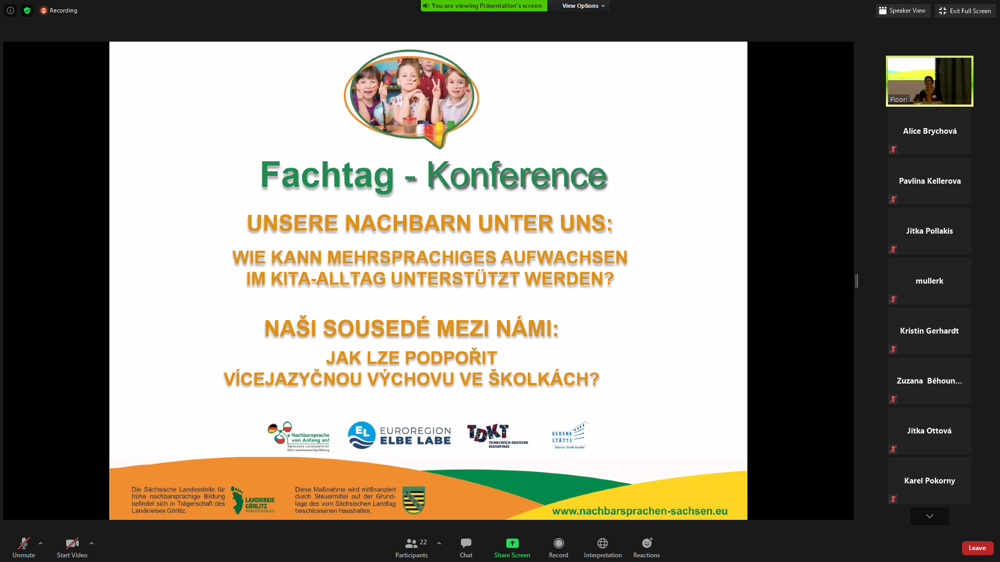 Recording
You are viewing Präsentation's screen
View Options
Speaker View
Exit Full Screen
Fachtag - Konference
UNSERE NACHBARN UNTER UNS:
WIE KANN MEHRSPRACHIGES AUFWACHSEN
IM KITA-ALLTAG UNTERSTÜTZT WERDEN?
NAŠI SOUSEDÉ MEZI NÁMI:
JAK LZE PODPOŘIT
VÍCEJAZYČNOU VÝCHOVU VE ŠKOLKÁCH?
Nachbarsprache
von Anfang an!
Sächsische Landesstelle für
frühe nachbarsprachige Bildung
EL
EUROREGION
ELBE LABE
TDKT
TSCHECHISCH-DEUTSCHE
KULTURTAGE
GEDENK
STÄTTE
Bautzner Straße Dresden
Die Sächsische Landesstelle für
frühe nachbarsprachige Bildung
befindet sich in Trägerschaft des
Landkreises Görlitz.
LANDKREIS
GÖRLITZ
Diese Maßnahme wird mitfinanziert
durch Steuermittel auf der Grund-
lage des vom Sächsischen Landtag
beschlossenen Haushaltes.
www.nachbarsprachen-sachsen.eu
Floor!
Alice Brychová
Pavlina Kellerova
Jitka Pollakis
mullerk
Kristin Gerhardt
Zuzana Běhoun...
Jitka Ottová
Karel Pokorny
Unmute
Start Video
22
Participants
Chat
Share Screen
Record
Interpretation
Reactions
Leave